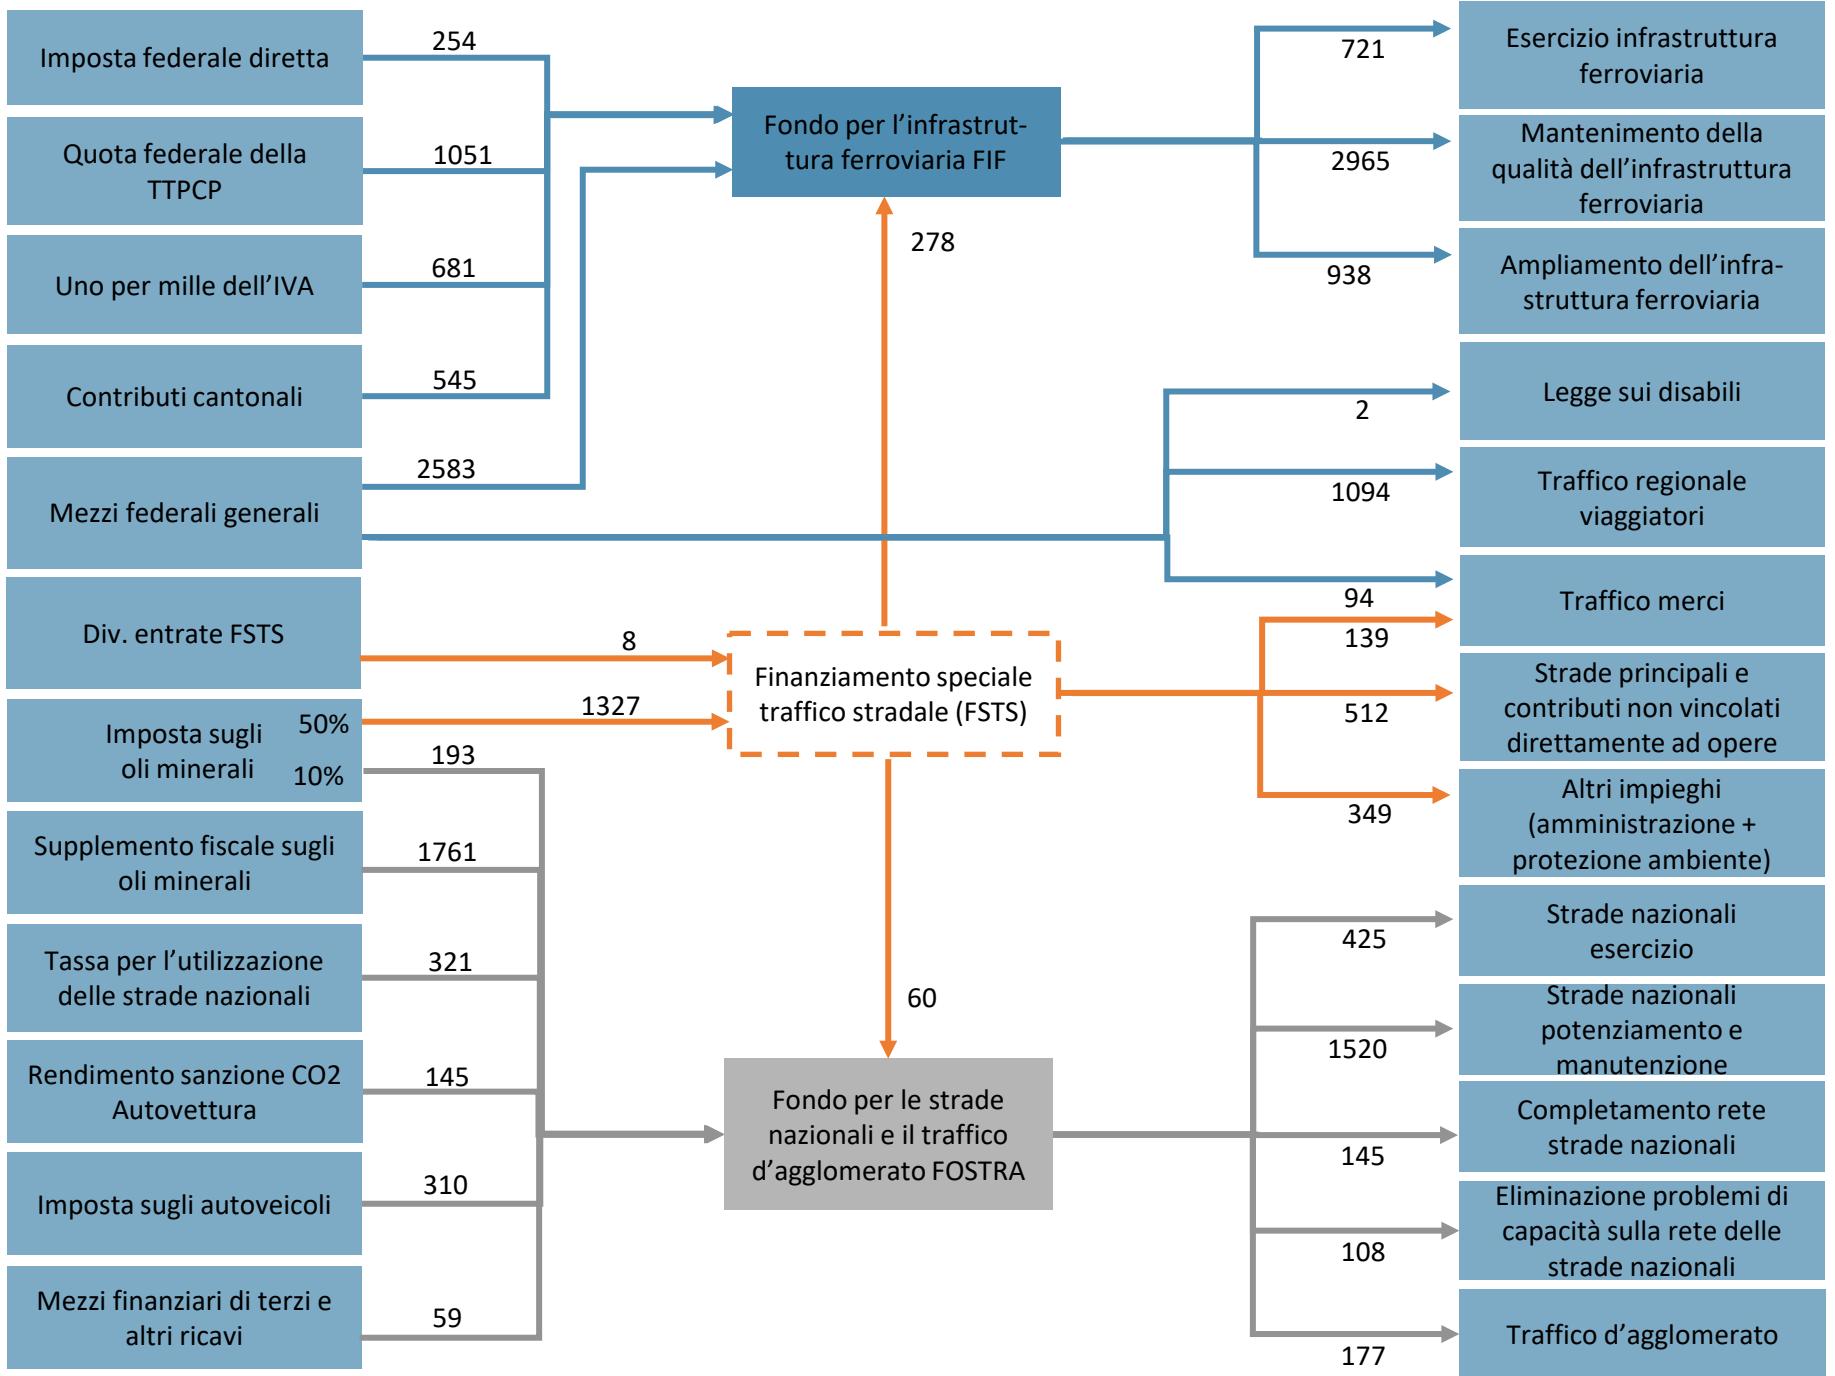 Imposta federale diretta
254
Quota federale della
TTPCP
1051
Uno per mille dell’IVA
681
Contributi cantonali
545
Mezzi federali generali
2583
Div. entrate FSTS
8
Imposta sugli
oli minerali
50%
10%
1327
193
Supplemento fiscale sugli
oli minerali
1761
Tassa per l’utilizzazione
delle strade nazionali
321
Rendimento sanzione CO2
Autovettura
145
Imposta sugli autoveicoli
310
Mezzi finanziari di terzi e
altri ricavi
59
Fondo per l’infrastrut-
tura ferroviaria FIF
278
Finanziamento speciale
traffico stradale (FSTS)
60
Fondo per le strade
nazionali e il traffico
d’agglomerato FOSTRA
721
Esercizio infrastruttura
ferroviaria
2965
Mantenimento della
qualità dell’infrastruttura
ferroviaria
938
Ampliamento dell’infra-
struttura ferroviaria
2
Legge sui disabili
1094
Traffico regionale
viaggiatori
94
139
Traffico merci
512
Strade principali e
contributi non vincolati
direttamente ad opere
349
Altri impieghi
(amministrazione +
protezione ambiente)
425
Strade nazionali
esercizio
1520
Strade nazionali
potenziamento e
manutenzione
145
Completamento rete
strade nazionali
108
Eliminazione problemi di
capacità sulla rete delle
strade nazionali
177
Traffico d’agglomerato